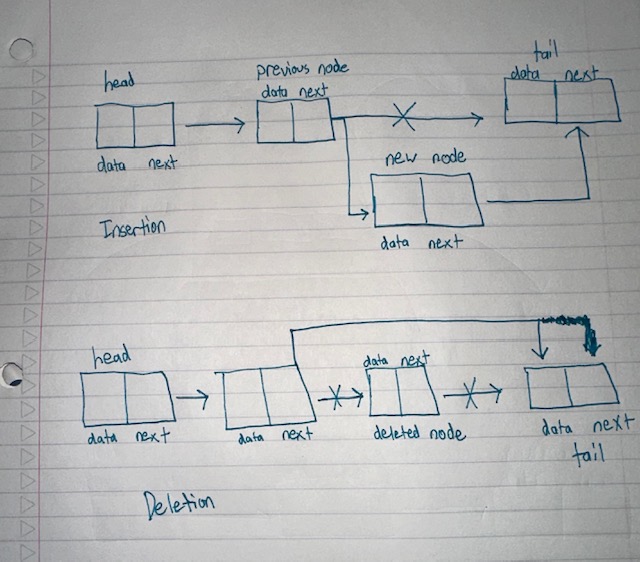 tail
head
previous node
data next
data next
data next
new node
data next
Insertion
head
data next
data next
data next
deleted node
data next
tail
Deletion